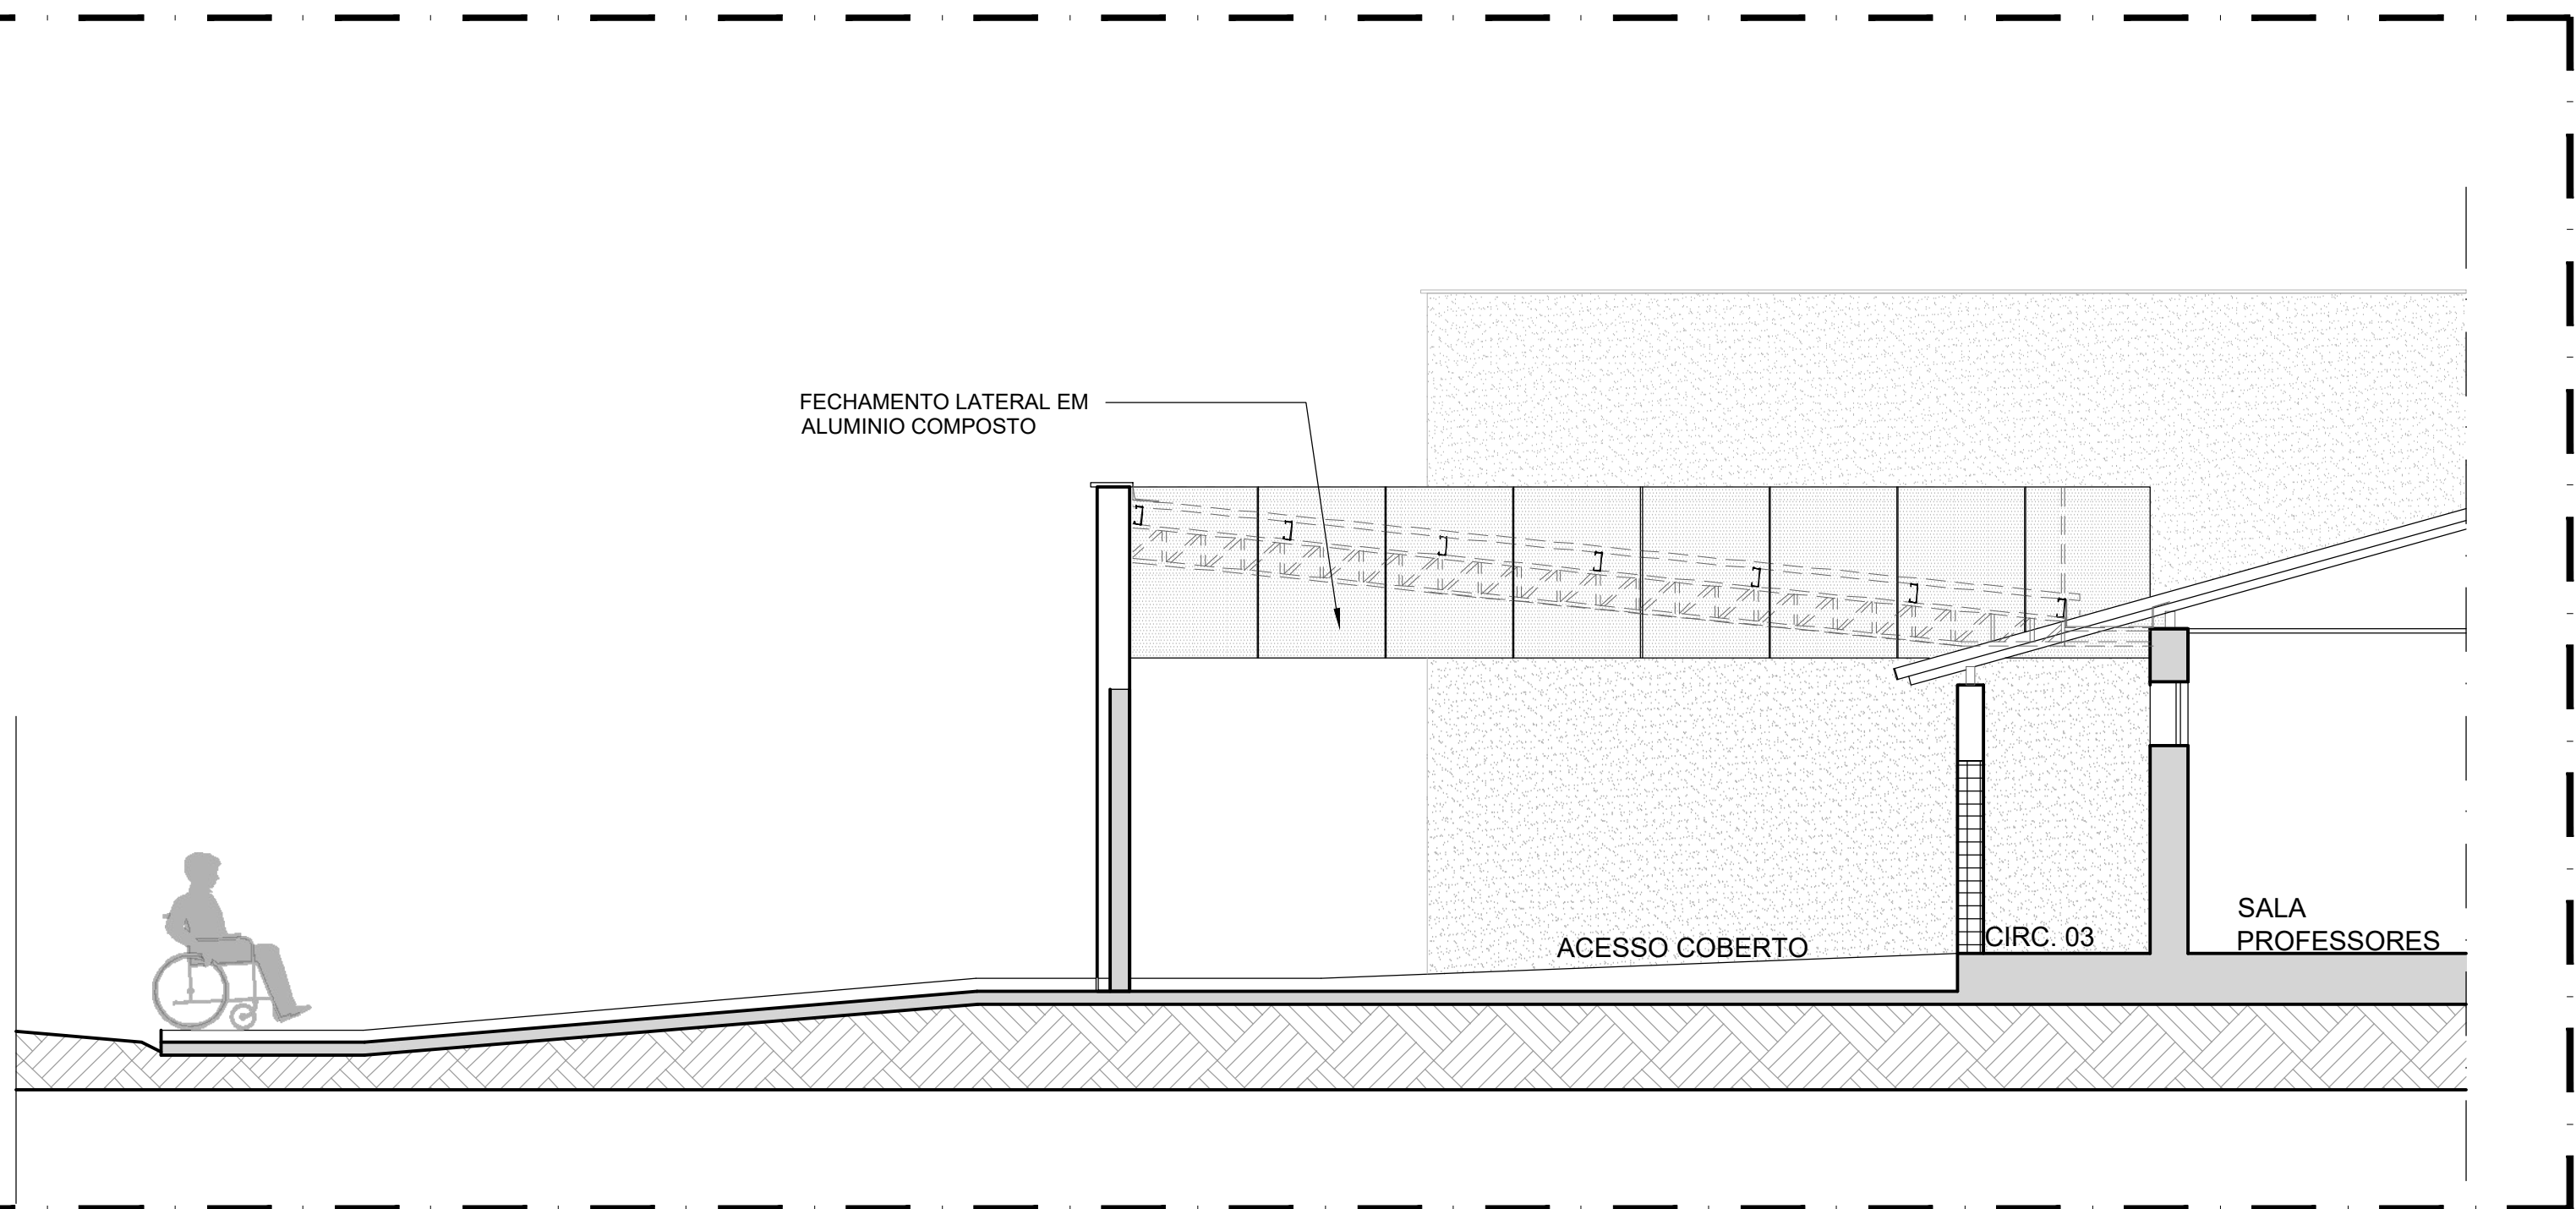 FECHAMENTO LATERAL EM
ALUMINIO COMPOSTO
ACESSO COBERTO
CIRC. 03
SALA
PROFESSORES